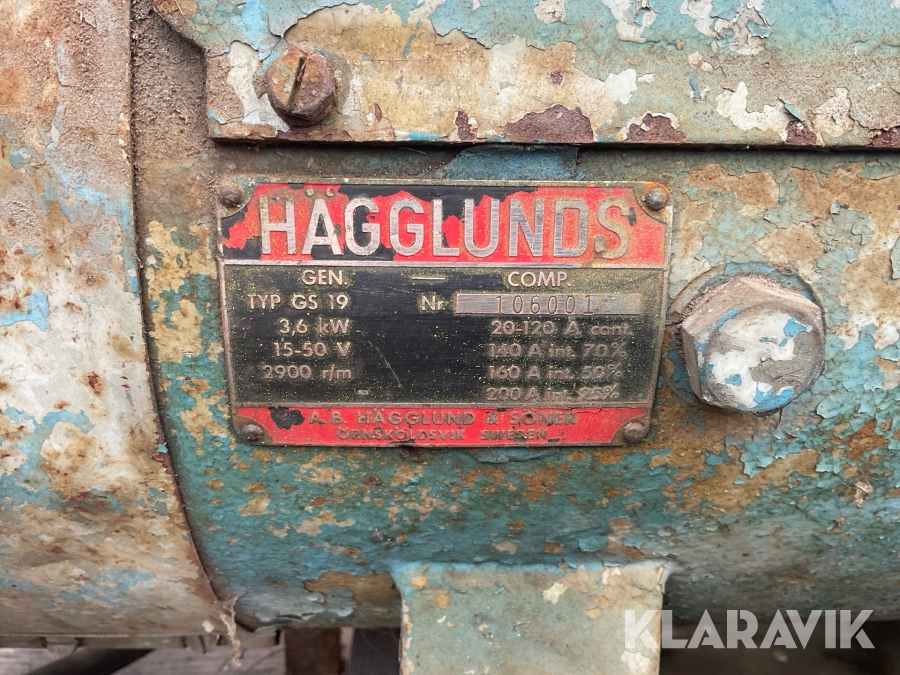 HÄGGLUNDS
GEN. — COMP.
TYP GS 19 Nr 106001
3,6 kW 20-120 A cont.
15-50 V 140 A int. 70%
2900 r/m 160 A int. 50%
200 A int. 25%
A. B. HÄGGLUND & SÖNER
ÖRNSKÖLDSVIK SWEDEN
KLARAVIK